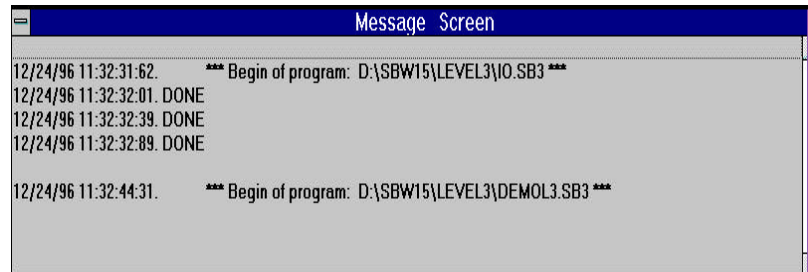 Message Screen
12/24/96 11:32:31:62. *** Begin of program: D:\SBW15\LEVEL3\IO.SB3 ***
12/24/96 11:32:32:01. DONE
12/24/96 11:32:32:39. DONE
12/24/96 11:32:32:89. DONE
12/24/96 11:32:44:31. *** Begin of program: D:\SBW15\LEVEL3\DEMOL3.SB3 ***